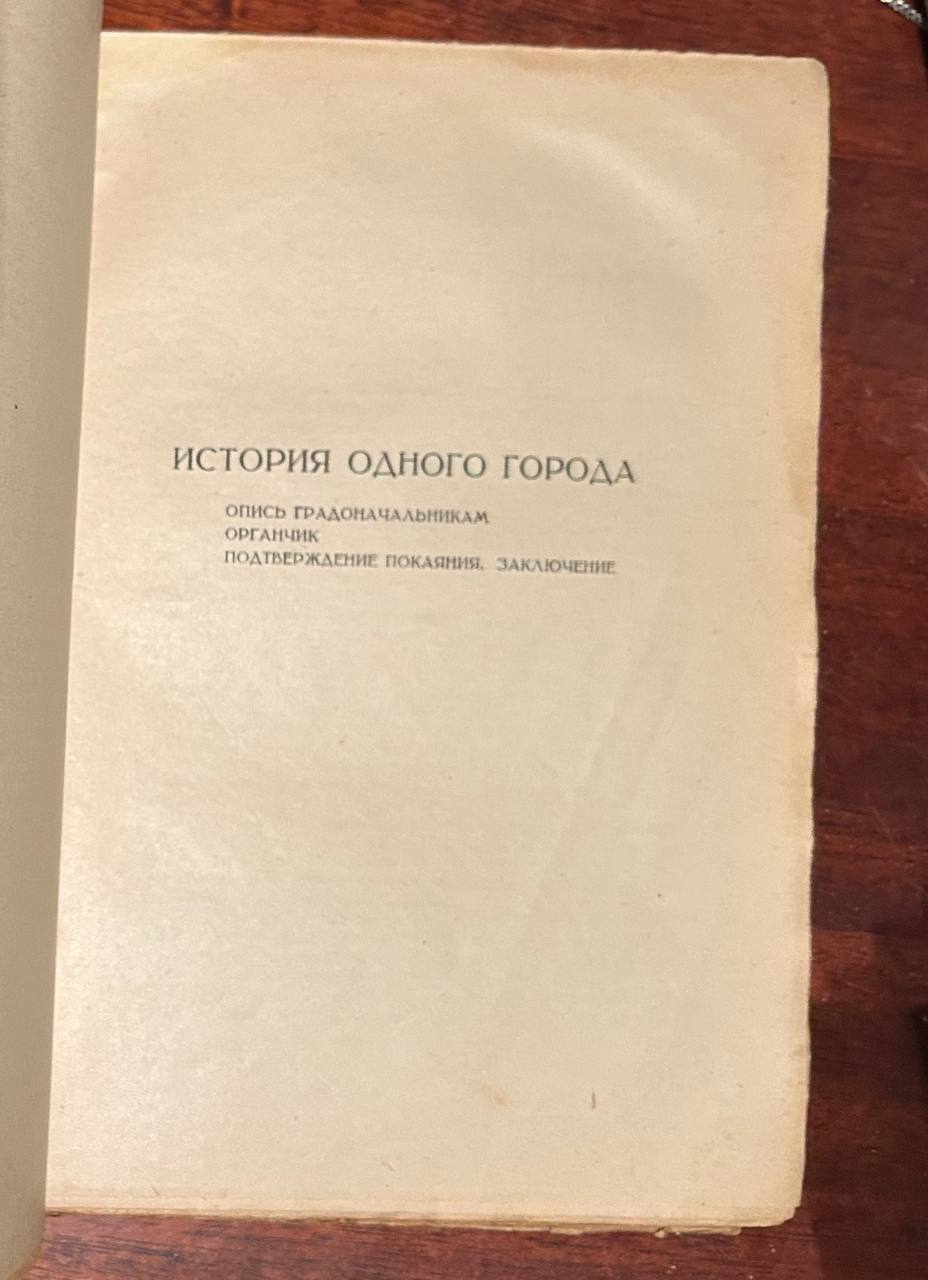 ИСТОРИЯ ОДНОГО ГОРОДА
ОПИСЬ ГРАДОНАЧАЛЬНИКАМ
ОРГАНЧИК
ПОДТВЕРЖДЕНИЕ ПОКАЯНИЯ. ЗАКЛЮЧЕНИЕ